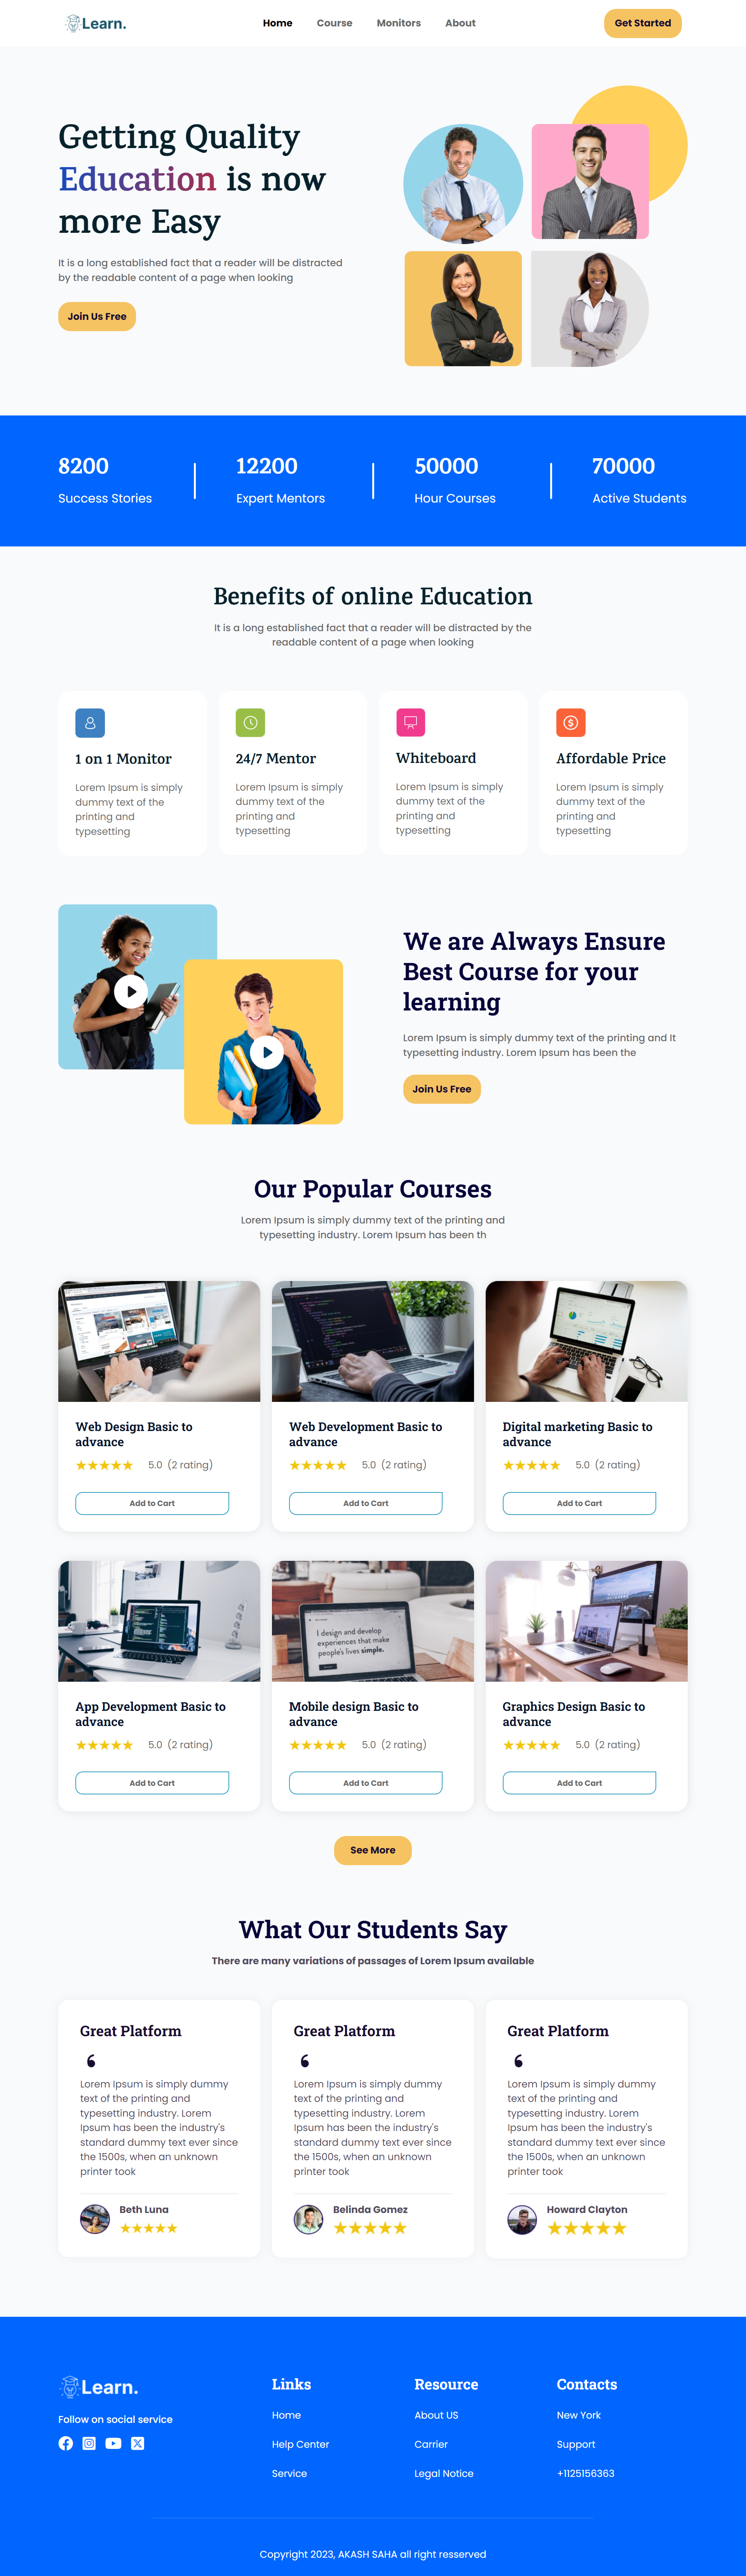 Learn.
Home
Course
Monitors
About
Get Started
Getting Quality
Education is now
more Easy
It is a long established fact that a reader will be distracted
by the readable content of a page when looking
Join Us Free
8200
Success Stories
12200
Expert Mentors
50000
Hour Courses
70000
Active Students
Benefits of online Education
It is a long established fact that a reader will be distracted by the
readable content of a page when looking
1 on 1 Monitor
Lorem Ipsum is simply
dummy text of the
printing and
typesetting
24/7 Mentor
Lorem Ipsum is simply
dummy text of the
printing and
typesetting
Whiteboard
Lorem Ipsum is simply
dummy text of the
printing and
typesetting
Affordable Price
Lorem Ipsum is simply
dummy text of the
printing and
typesetting
We are Always Ensure
Best Course for your
learning
Lorem Ipsum is simply dummy text of the printing and It
typesetting industry. Lorem Ipsum has been the
Join Us Free
Our Popular Courses
Lorem Ipsum is simply dummy text of the printing and
typesetting industry. Lorem Ipsum has been th
Web Design Basic to
advance
5.0 (2 rating)
Add to Cart
Web Development Basic to
advance
5.0 (2 rating)
Add to Cart
Digital marketing Basic to
advance
5.0 (2 rating)
Add to Cart
App Development Basic to
advance
5.0 (2 rating)
Add to Cart
I design and develop
experiences that make
people's lives simple.
Mobile design Basic to
advance
5.0 (2 rating)
Add to Cart
Graphics Design Basic to
advance
5.0 (2 rating)
Add to Cart
See More
What Our Students Say
There are many variations of passages of Lorem Ipsum available
Great Platform
Lorem Ipsum is simply dummy
text of the printing and
typesetting industry. Lorem
Ipsum has been the industry's
standard dummy text ever since
the 1500s, when an unknown
printer took
Beth Luna
Great Platform
Lorem Ipsum is simply dummy
text of the printing and
typesetting industry. Lorem
Ipsum has been the industry's
standard dummy text ever since
the 1500s, when an unknown
printer took
Belinda Gomez
Great Platform
Lorem Ipsum is simply dummy
text of the printing and
typesetting industry. Lorem
Ipsum has been the industry's
standard dummy text ever since
the 1500s, when an unknown
printer took
Howard Clayton
Learn.
Follow on social service
Links
Home
Help Center
Service
Resource
About US
Carrier
Legal Notice
Contacts
New York
Support
+1125156363
Copyright 2023, AKASH SAHA all right resserved